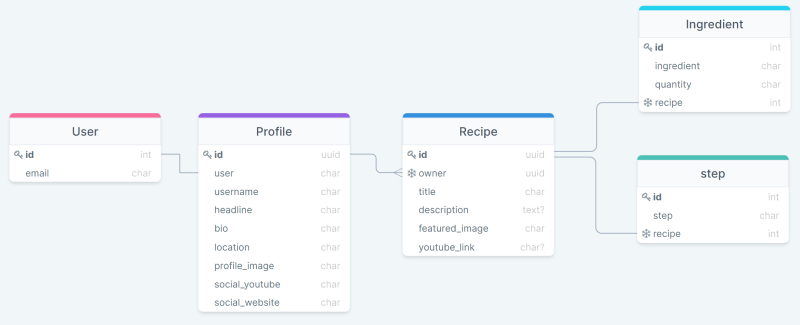 User
id int
email char
Profile
id uuid
user char
username char
headline char
bio char
location char
profile_image char
social_youtube char
social_website char
Recipe
id uuid
owner uuid
title char
description text?
featured_image char
youtube_link char?
Ingredient
id int
ingredient char
quantity char
recipe int
step
id int
step char
recipe int